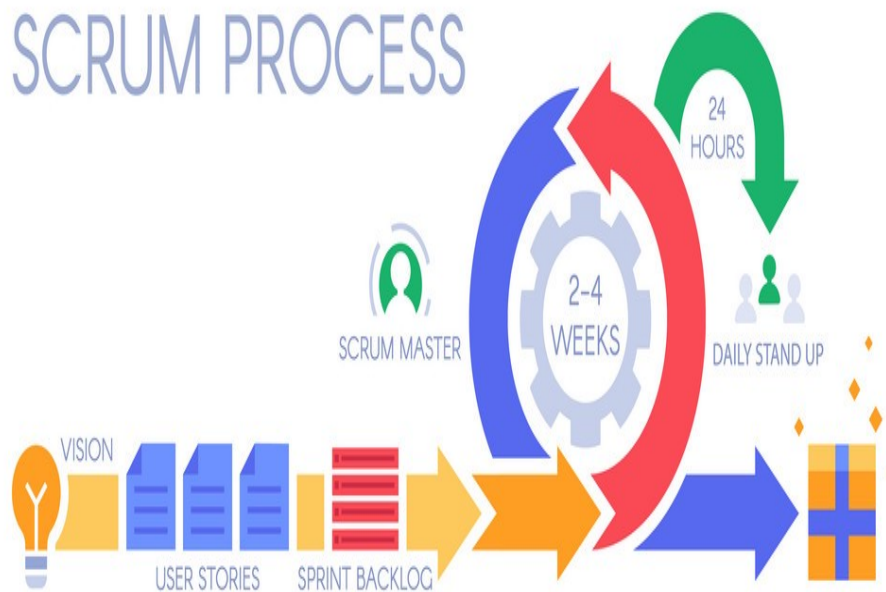 SCRUM PROCESS
24
HOURS
2-4
WEEKS
SCRUM MASTER
DAILY STAND UP
VISION
USER STORIES
SPRINT BACKLOG